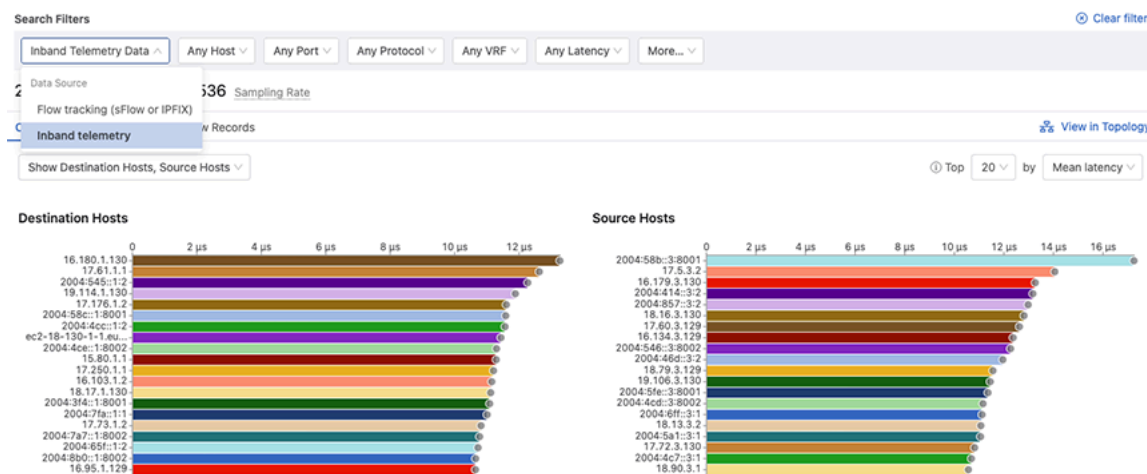 Search Filters
Clear filter
Inband Telemetry Data Any Host Any Port Any Protocol Any VRF Any Latency More...
Data Source
536 Sampling Rate
Flow tracking (sFlow or IPFIX)
Inband telemetry
Records
View in Topology
Show Destination Hosts, Source Hosts
Top 20 by Mean latency
Destination Hosts
0 2 µs 4 µs 6 µs 8 µs 10 µs 12 µs
16.180.1.130
17.61.1.1
2004:545::1:2
19.114.1.130
17.176.1.2
2004:58c::1:8001
2004:4cc::1:2
ec2-18-130-1-1.eu...
2004:4ce::1:8002
15.80.1.1
17.250.1.1
16.103.1.2
18.17.1.130
2004:3f4::1:8001
2004:7fa::1:1
17.73.1.2
2004:7a7::1:8002
2004:65f::1:2
2004:8b0::1:8002
16.95.1.129
Source Hosts
0 2 µs 4 µs 6 µs 8 µs 10 µs 12 µs 14 µs 16 µs
2004:58b::3:8001
17.5.3.2
16.179.3.130
2004:414::3:2
2004:857::3:2
18.16.3.130
17.60.3.129
16.134.3.129
2004:546::3:8002
2004:46d::3:2
18.79.3.129
19.106.3.130
2004:5fe::3:8001
2004:4cd::3:8002
2004:6ff::3:1
18.13.3.2
2004:5a1::3:1
17.72.3.130
2004:4c7::3:1
18.90.3.1